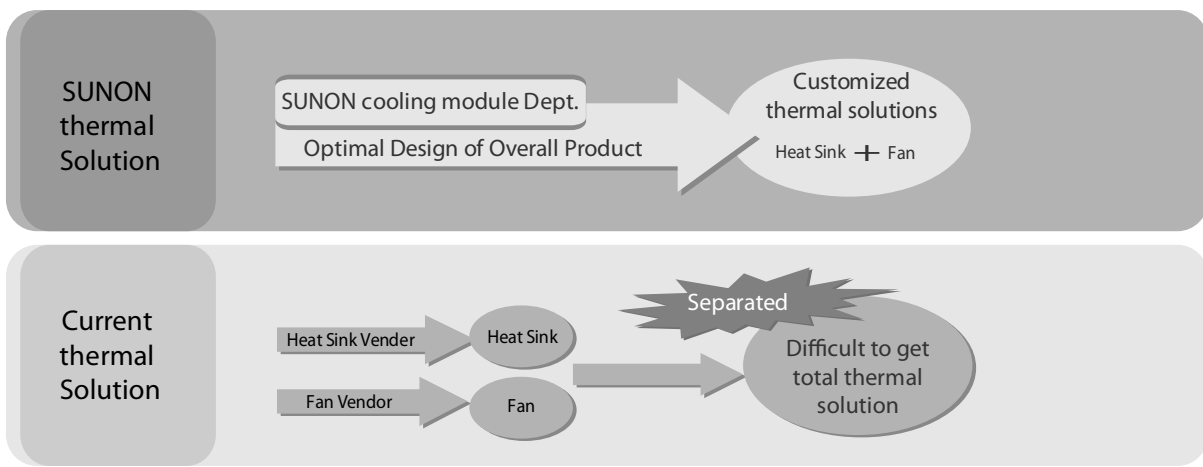 SUNON
thermal
Solution
SUNON cooling module Dept.
Optimal Design of Overall Product
Customized
thermal solutions
Heat Sink + Fan
Current
thermal
Solution
Heat Sink Vender
Heat Sink
Fan Vendor
Fan
Separated
Difficult to get
total thermal
solution